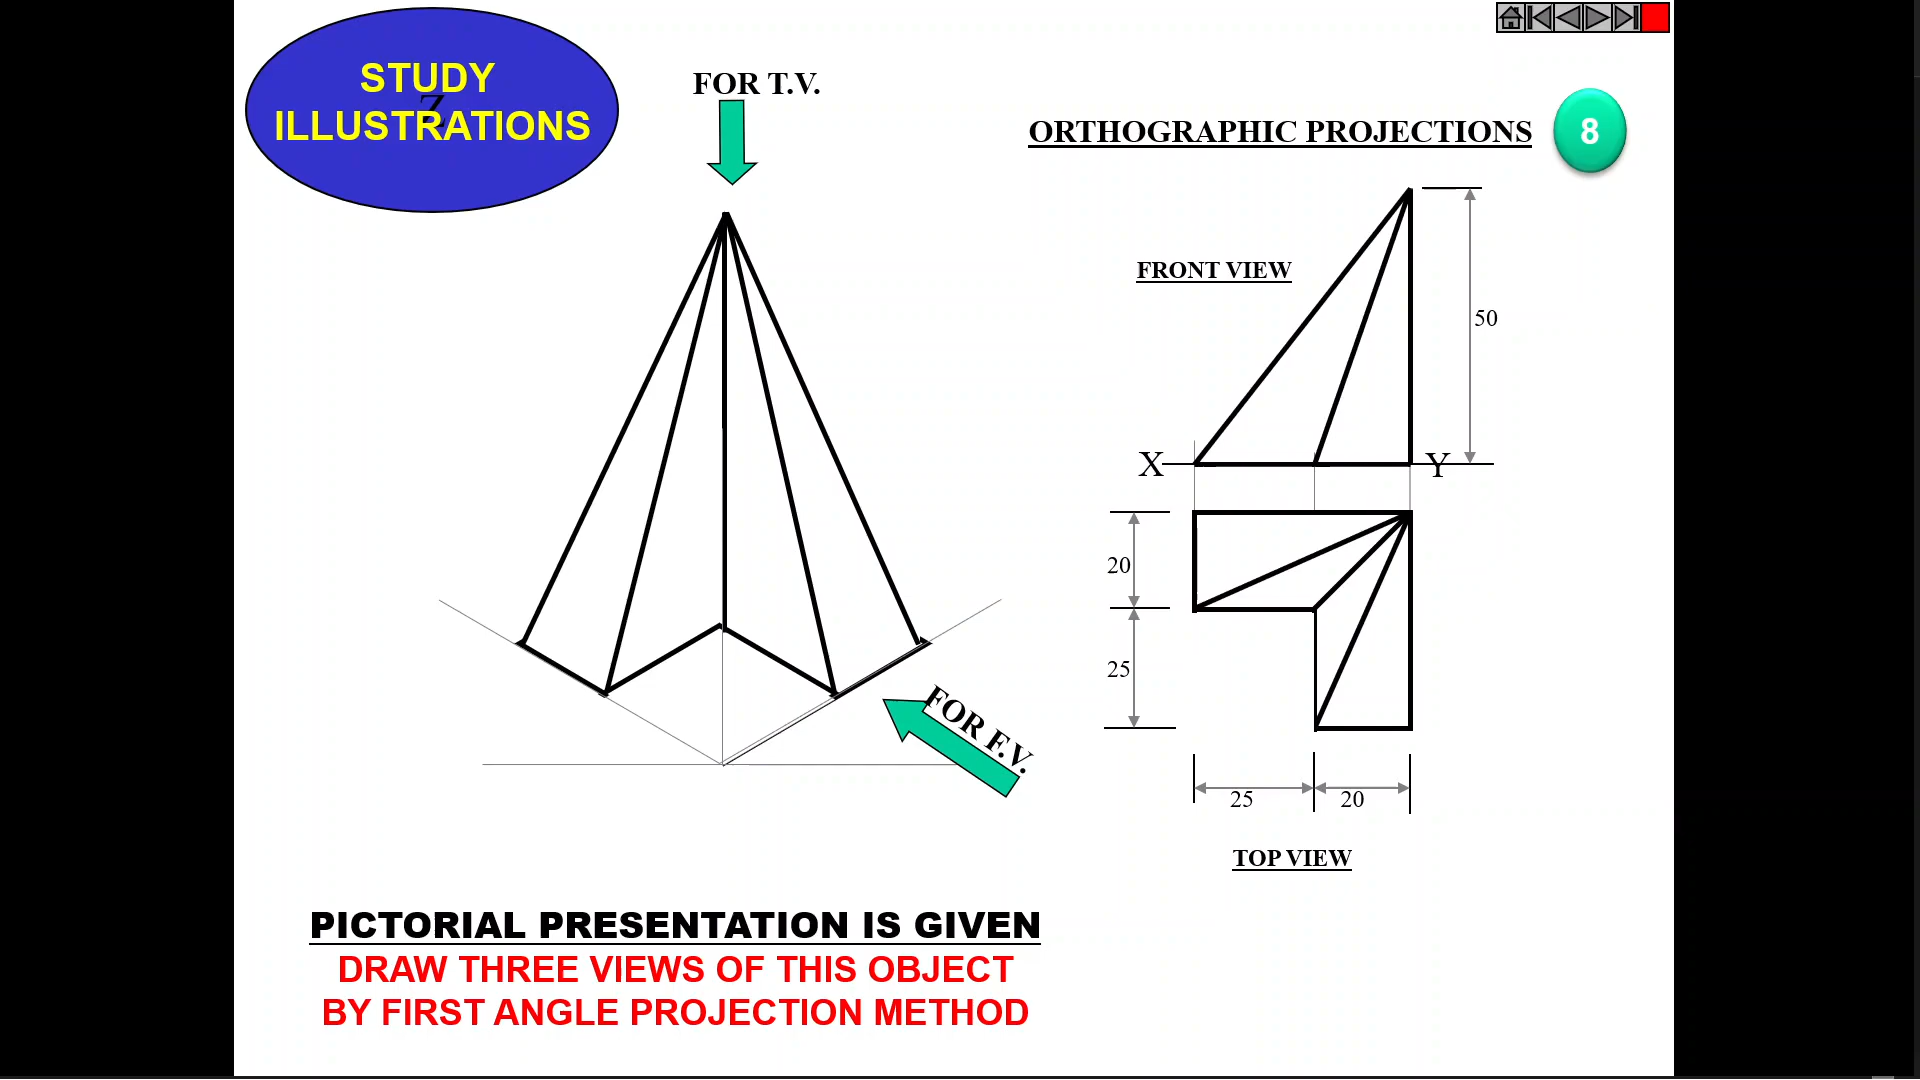 STUDY
Z
ILLUSTRATIONS
FOR T.V.
ORTHOGRAPHIC PROJECTIONS
8
FRONT VIEW
50
X
Y
20
25
FOR F.V.
25
20
TOP VIEW
PICTORIAL PRESENTATION IS GIVEN
DRAW THREE VIEWS OF THIS OBJECT
BY FIRST ANGLE PROJECTION METHOD